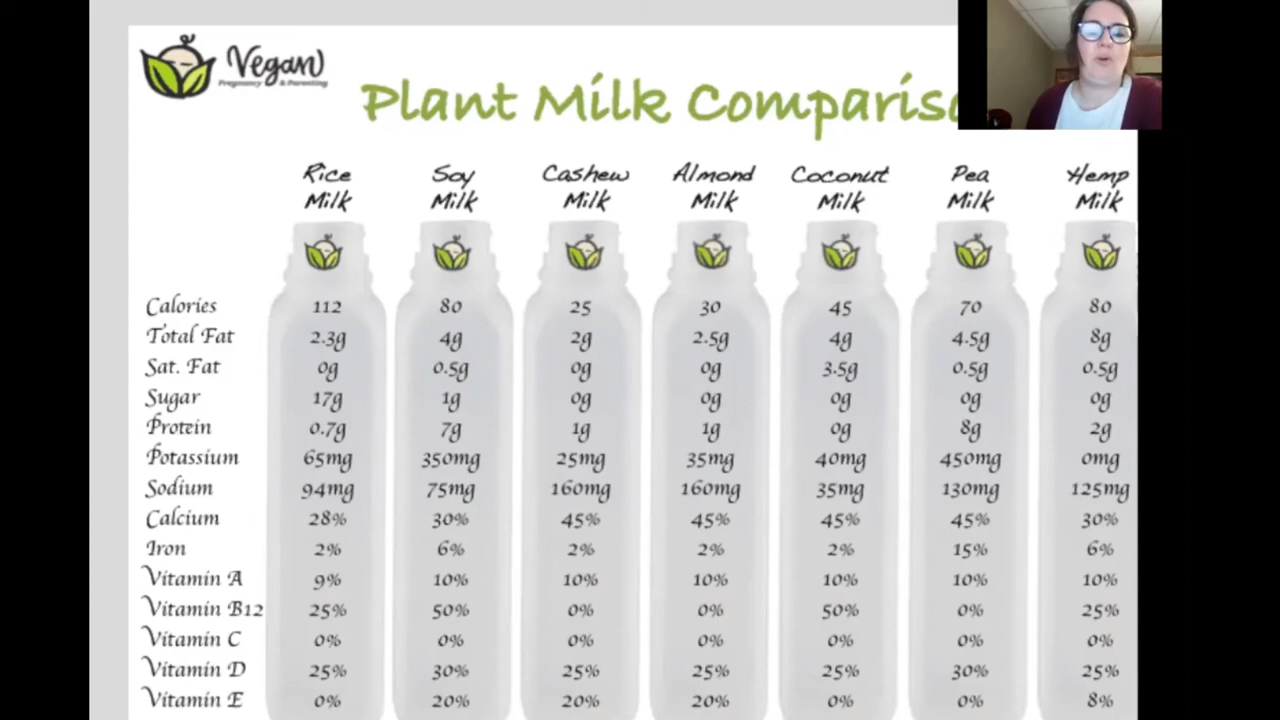 Vegan
Pregnancy & Parenting
Plant Milk Compariso
Rice Milk Soy Milk Cashew Milk Almond Milk Coconut Milk Pea Milk Hemp Milk
Calories 112 80 25 30 45 70 80
Total Fat 2.3g 4g 2g 2.5g 4g 4.5g 8g
Sat. Fat 0g 0.5g 0g 0g 3.5g 0.5g 0.5g
Sugar 17g 1g 0g 0g 0g 0g 0g
Protein 0.7g 7g 1g 1g 0g 8g 2g
Potassium 65mg 350mg 25mg 35mg 40mg 450mg 0mg
Sodium 94mg 75mg 160mg 160mg 35mg 130mg 125mg
Calcium 28% 30% 45% 45% 45% 45% 30%
Iron 2% 6% 2% 2% 2% 15% 6%
Vitamin A 9% 10% 10% 10% 10% 10% 10%
Vitamin B12 25% 50% 0% 0% 50% 0% 25%
Vitamin C 0% 0% 0% 0% 0% 0% 0%
Vitamin D 25% 30% 25% 25% 25% 30% 25%
Vitamin E 0% 20% 20% 20% 0% 0% 8%